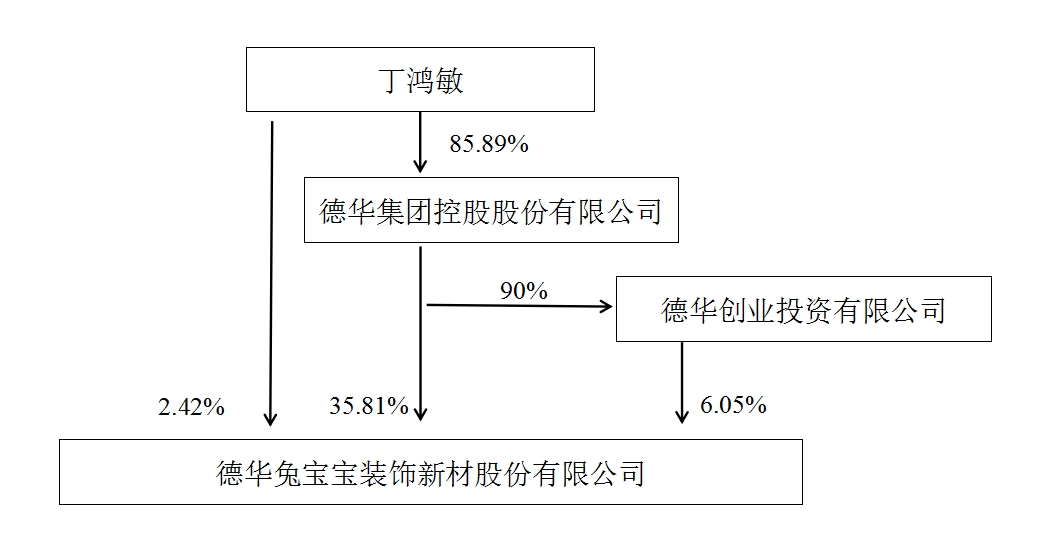 丁鸿敏
85.89%
德华集团控股股份有限公司
90%
德华创业投资有限公司
2.42%
35.81%
6.05%
德华兔宝宝装饰新材股份有限公司